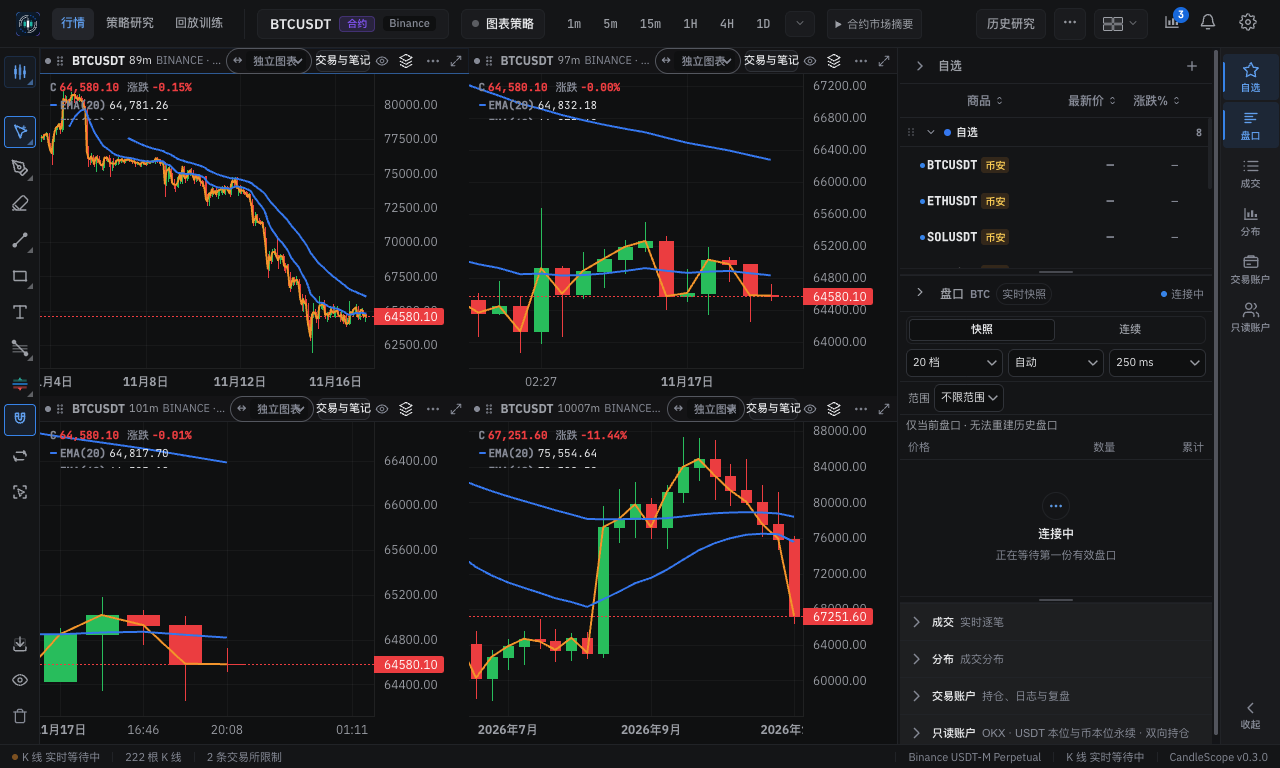 行情 策略研究 回放训练 BTCUSDT 合约 Binance 图表策略 1m 5m 15m 1H 4H 1D 合约市场摘要 历史研究 3
BTCUSDT 89m BINANCE · ... 独立图表 交易与笔记
C 64,580.10 涨跌 -0.15%
EMA(20) 64,781.26
80000.00
77500.00
75000.00
72500.00
70000.00
67500.00
64580.10
62500.00
月4日 11月8日 11月12日 11月16日
BTCUSDT 97m BINANCE · ... 独立图表 交易与笔记
C 64,580.10 涨跌 -0.00%
EMA(20) 64,832.18
67200.00
66800.00
66400.00
66000.00
65600.00
65200.00
64800.00
64580.10
64400.00
64000.00
02:27 11月17日
BTCUSDT 101m BINANCE · ... 独立图表 交易与笔记
C 64,580.10 涨跌 -0.01%
EMA(20) 64,817.70
66400.00
66000.00
65600.00
65200.00
64800.00
64580.10
64400.00
1月17日 16:46 20:08 01:11
BTCUSDT 10007m BINANCE... 独立图表 交易与笔记
C 67,251.60 涨跌 -11.44%
EMA(20) 75,554.64
88000.00
84000.00
80000.00
76000.00
72000.00
68000.00
67251.60
64000.00
60000.00
2026年7月 2026年9月 2026年
自选
商品 最新价 涨跌%
自选 8
BTCUSDT 币安 — —
ETHUSDT 币安 — —
SOLUSDT 币安 — —
盘口 BTC 实时快照 连接中
快照 连续
20 档 自动 250 ms
范围 不限范围
仅当前盘口 · 无法重建历史盘口
价格 数量 累计
连接中
正在等待第一份有效盘口
成交 实时逐笔
分布 成交分布
交易账户 持仓、日志与复盘
只读账户 OKX · USDT 本位与币本位永续 · 双向持仓
自选
盘口
成交
分布
交易账户
只读账户
收起
K 线 实时等待中 222 根 K 线 2 条交易所限制 Binance USDT-M Perpetual K 线 实时等待中 CandleScope v0.3.0